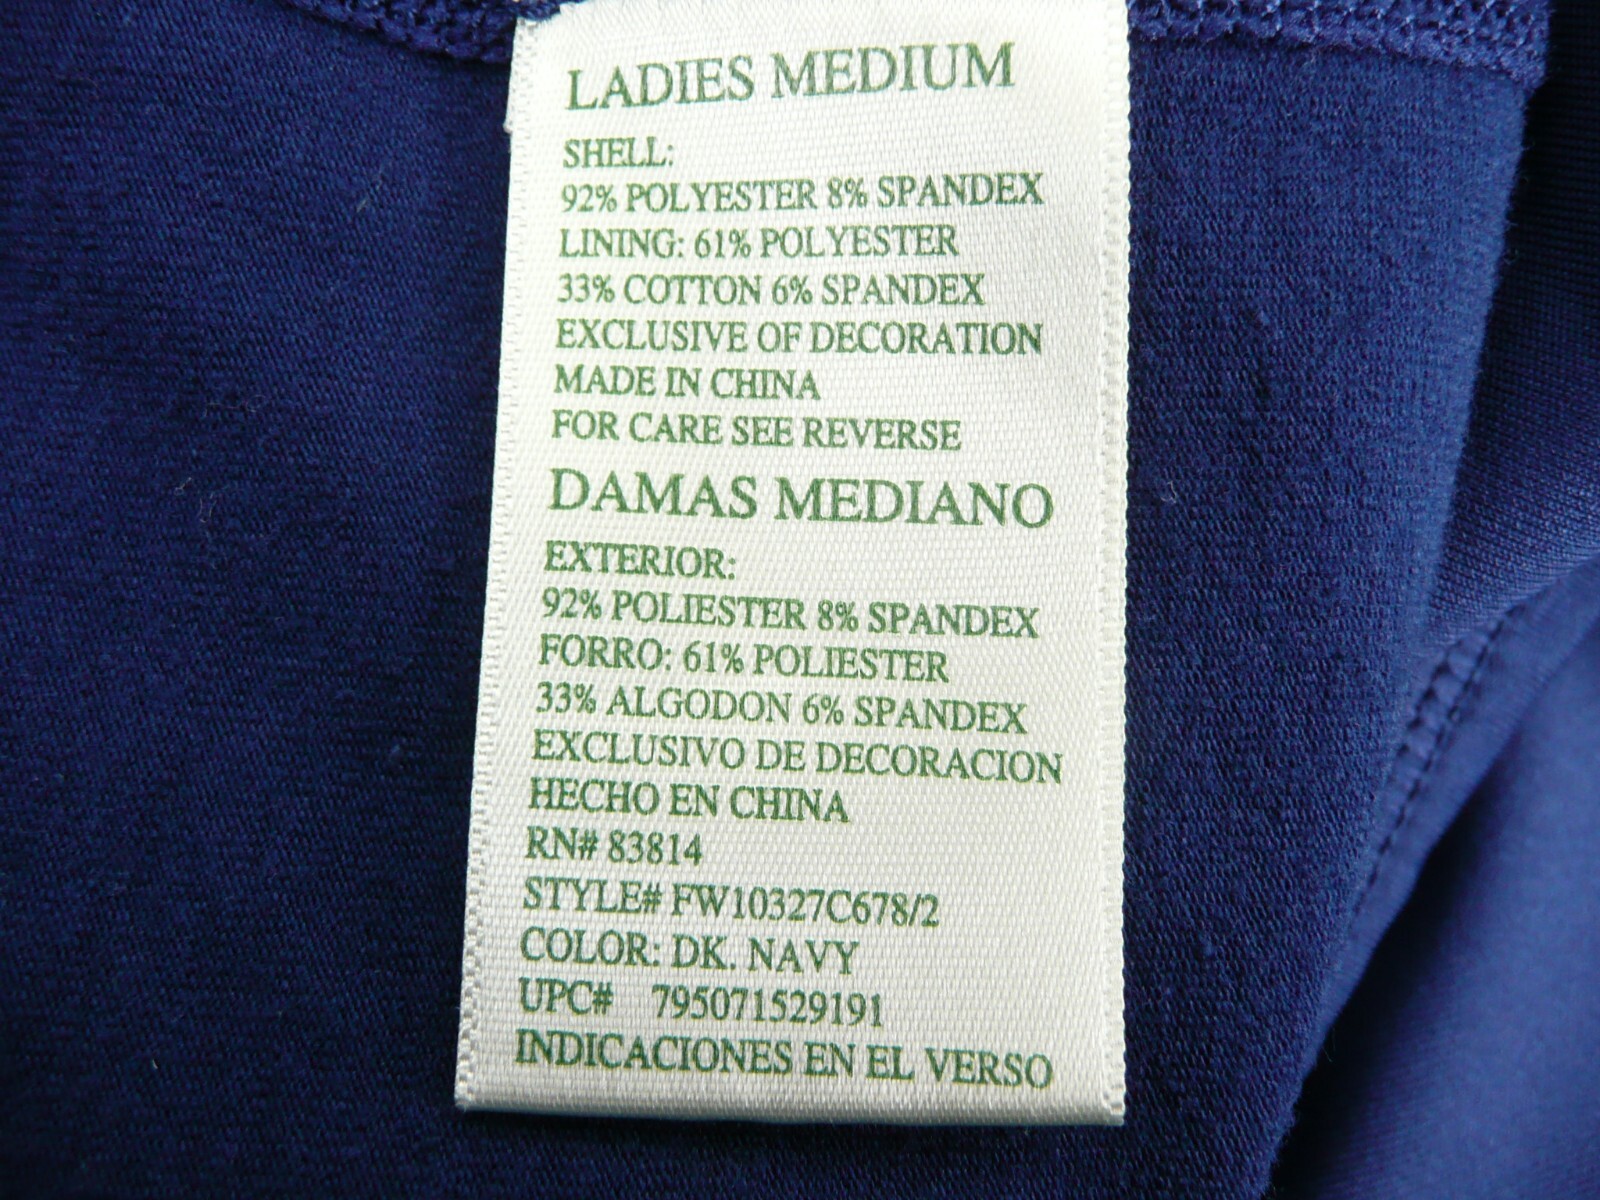 LADIES MEDIUM
SHELL:
92% POLYESTER 8% SPANDEX
LINING: 61% POLYESTER
33% COTTON 6% SPANDEX
EXCLUSIVE OF DECORATION
MADE IN CHINA
FOR CARE SEE REVERSE
DAMAS MEDIANO
EXTERIOR:
92% POLIESTER 8% SPANDEX
FORRO: 61% POLIESTER
33% ALGODON 6% SPANDEX
EXCLUSIVO DE DECORACION
HECHO EN CHINA
RN# 83814
STYLE# FW10327C678/2
COLOR: DK. NAVY
UPC# 795071529191
INDICACIONES EN EL VERSO